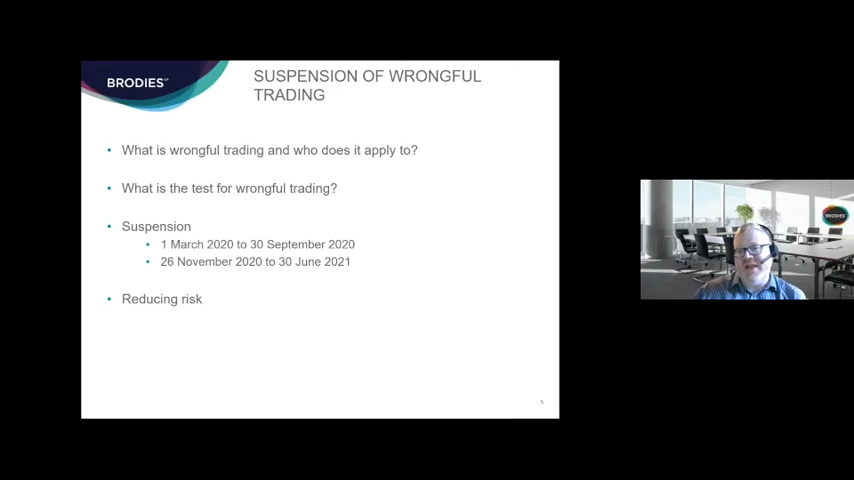 BRODIES LLP
SUSPENSION OF WRONGFUL
TRADING
• What is wrongful trading and who does it apply to?
• What is the test for wrongful trading?
• Suspension
• 1 March 2020 to 30 September 2020
• 26 November 2020 to 30 June 2021
• Reducing risk
BRODIES